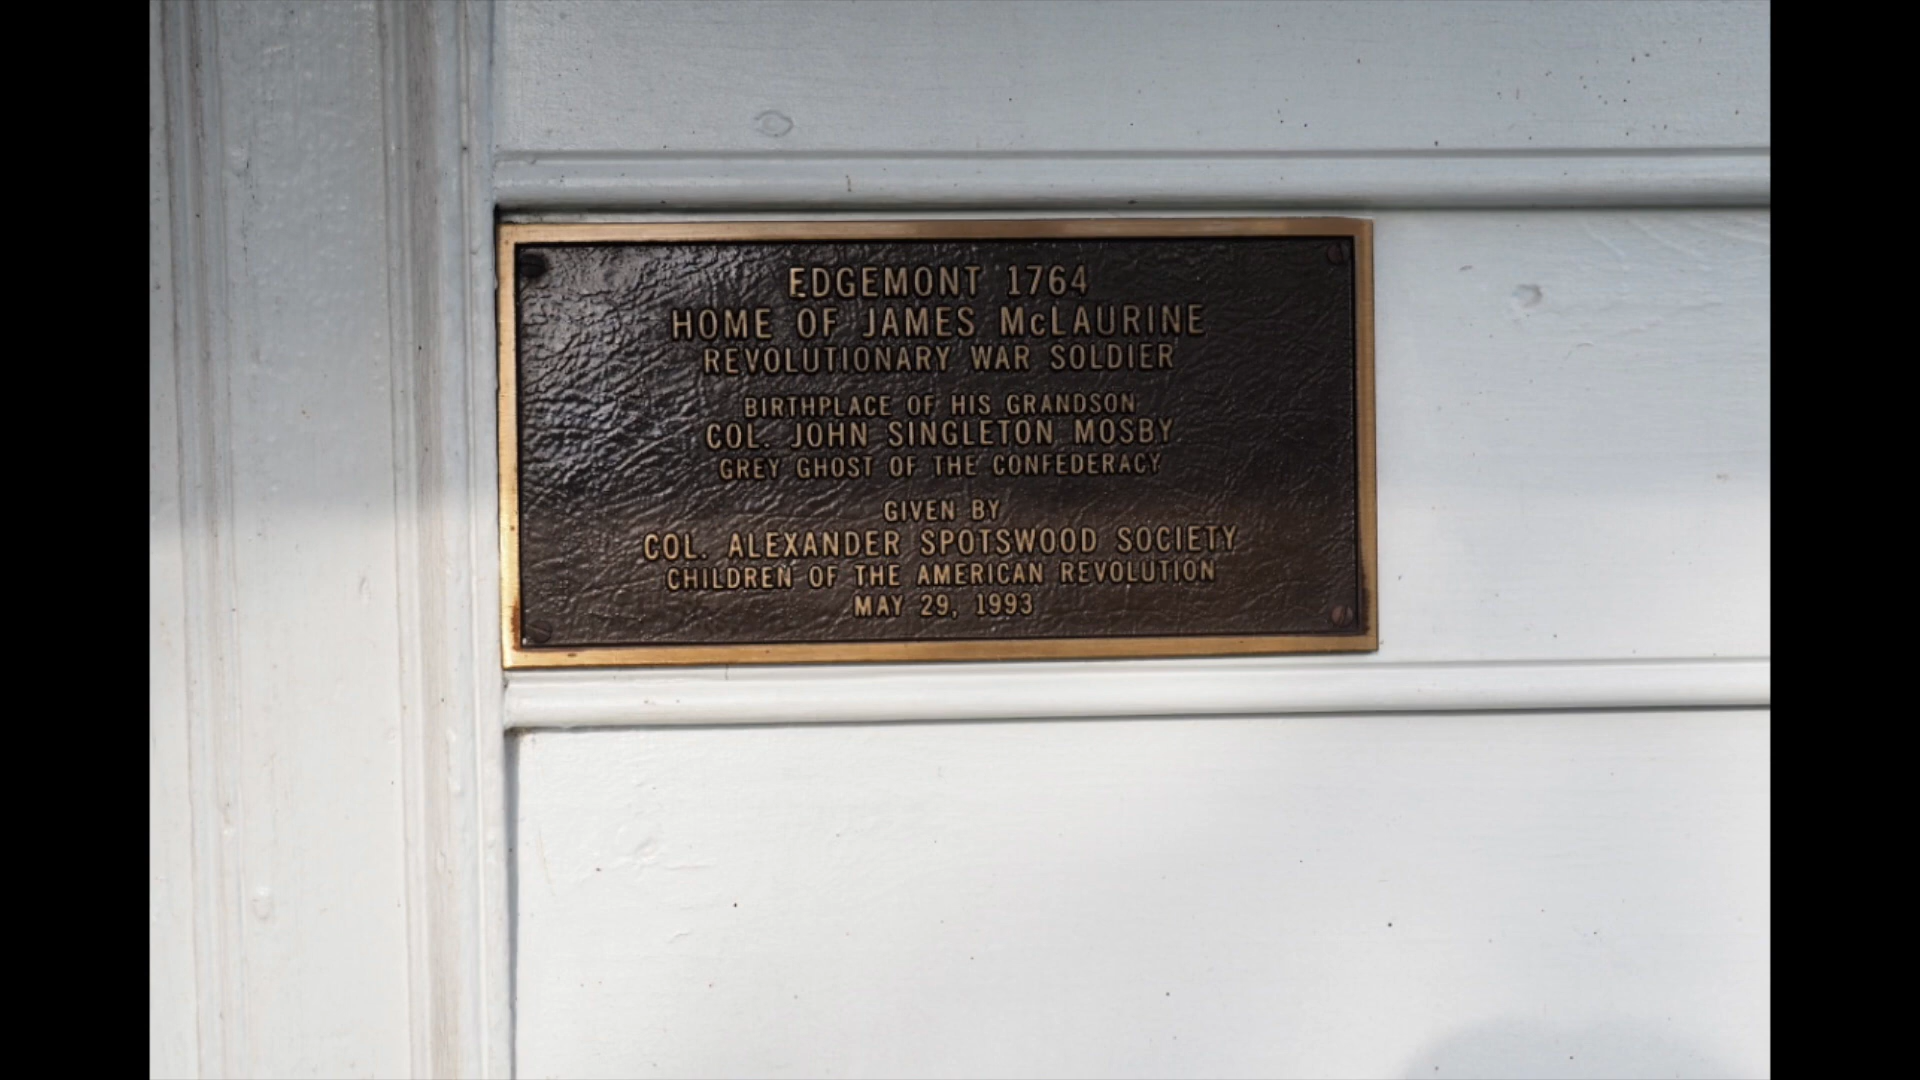 EDGEMONT 1764
HOME OF JAMES McLAURINE
REVOLUTIONARY WAR SOLDIER
BIRTHPLACE OF HIS GRANDSON
COL. JOHN SINGLETON MOSBY
GREY GHOST OF THE CONFEDERACY
GIVEN BY
COL. ALEXANDER SPOTSWOOD SOCIETY
CHILDREN OF THE AMERICAN REVOLUTION
MAY 29, 1993